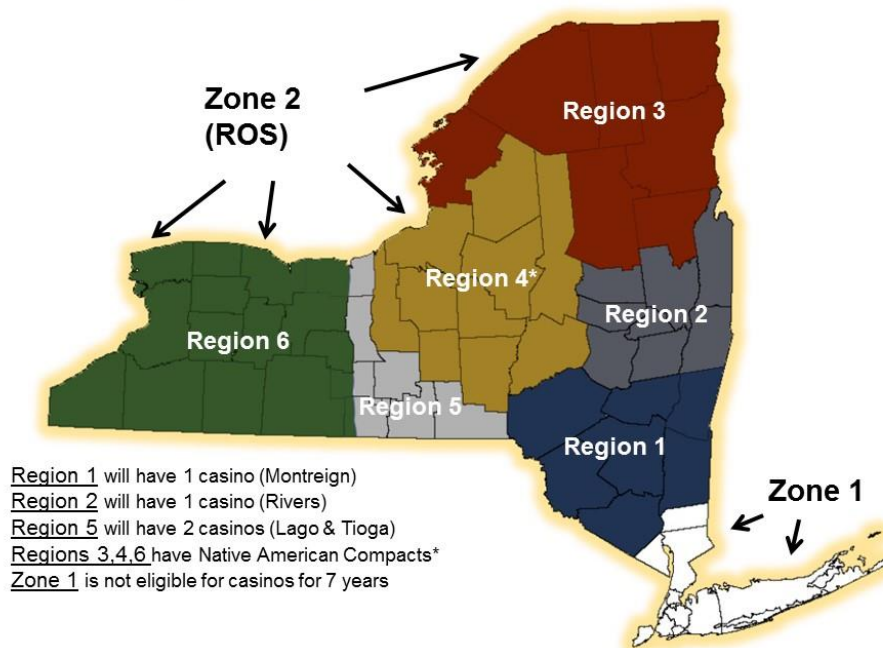 Zone 2
(ROS)
Region 3
Region 4*
Region 2
Region 6
Region 5
Region 1
Zone 1
Region 1 will have 1 casino (Montreign)
Region 2 will have 1 casino (Rivers)
Region 5 will have 2 casinos (Lago & Tioga)
Regions 3,4,6 have Native American Compacts*
Zone 1 is not eligible for casinos for 7 years